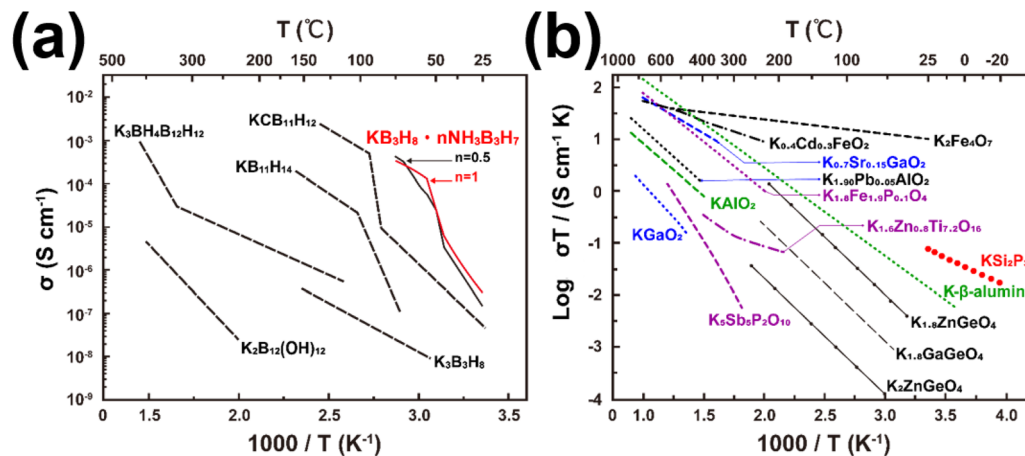 (a)
T (℃)
500 400 300 200 150 100 50 25
10⁻²
10⁻³
10⁻⁴
10⁻⁵
10⁻⁶
10⁻⁷
10⁻⁸
10⁻⁹
σ (S cm⁻¹)
K₃BH₄B₁₂H₁₂
KCB₁₁H₁₂
KB₃H₈・nNH₃B₃H₇
n=0.5
n=1
KB₁₁H₁₄
K₂B₁₂(OH)₁₂
K₃B₃H₈
0 1.5 2.0 2.5 3.0 3.5
1000 / T (K⁻¹)
(b)
T (℃)
1000 600 400 300 200 100 25 0 -20
+2
1
0
-1
-2
-3
-4
Log σT / (S cm⁻¹ K)
K₂Fe₄O₇
K₀.₄Cd₀.₃FeO₂
K₀.₇Sr₀.₁₅GaO₂
K₁.₉₀Pb₀.₀₅AlO₂
KAlO₂
K₁.₈Fe₁.₉P₀.₁O₄
KGaO₂
K₁.₆Zn₀.₈Ti₇.₂O₁₆
KSi₂P₃
K-β-alumin
K₅Sb₅P₂O₁₀
K₁.₈ZnGeO₄
K₁.₈GaGeO₄
K₂ZnGeO₄
0 1.0 1.5 2.0 2.5 3.0 3.5 4.0
1000 / T (K⁻¹)